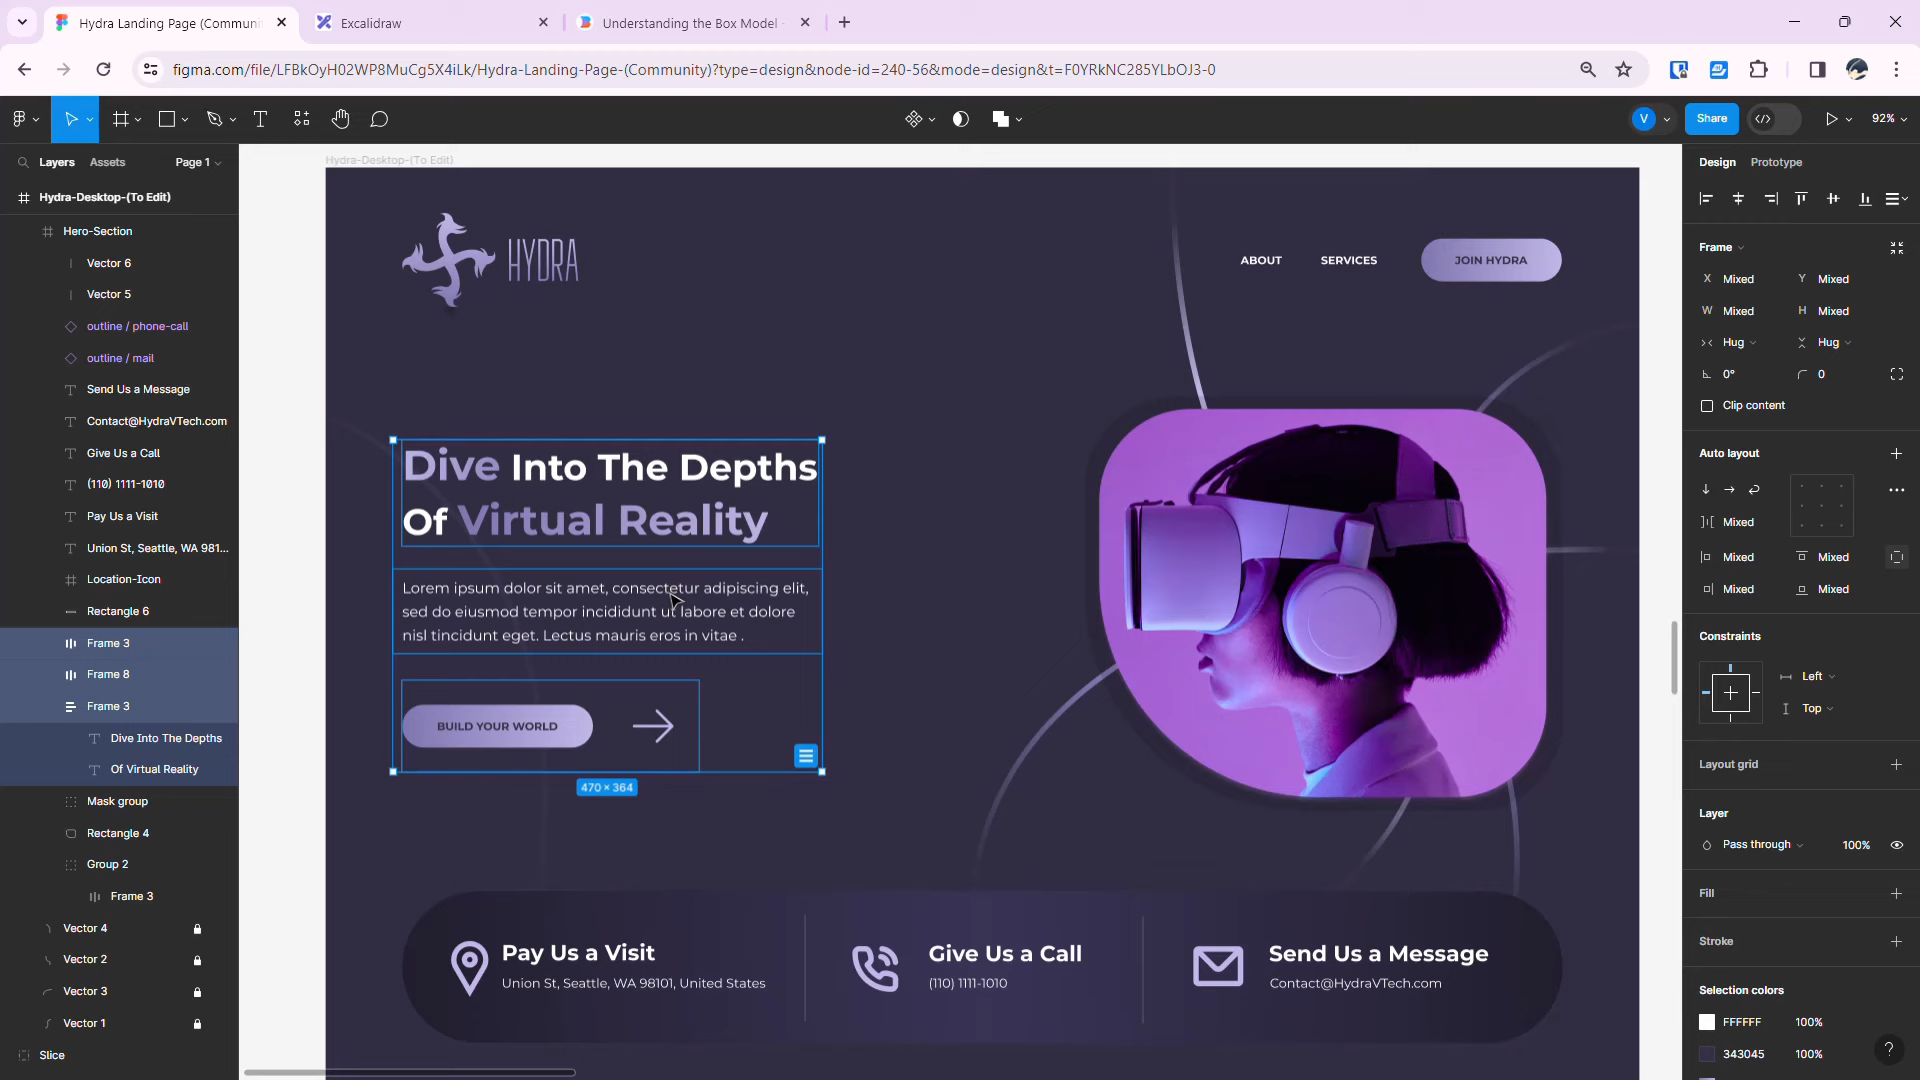 Hydra Landing Page (Commun
Excalidraw
Understanding the Box Model -
figma.com/file/LFBkOyH02WP8MuCg5X4iLk/Hydra-Landing-Page-(Community)?type=design&node-id=240-56&mode=design&t=F0YRkNC285YLbOJ3-0
V
Share
92%
Layers
Assets
Page 1
Hydra-Desktop-(To Edit)
Hero-Section
Vector 6
Vector 5
outline / phone-call
outline / mail
Send Us a Message
Contact@HydraVTech.com
Give Us a Call
(110) 1111-1010
Pay Us a Visit
Union St, Seattle, WA 981...
Location-Icon
Rectangle 6
Frame 3
Frame 8
Frame 3
Dive Into The Depths
Of Virtual Reality
Mask group
Rectangle 4
Group 2
Frame 3
Vector 4
Vector 2
Vector 3
Vector 1
Slice
Hydra-Desktop-(To Edit)
HYDRA
ABOUT
SERVICES
JOIN HYDRA
Dive Into The Depths
Of Virtual Reality
Lorem ipsum dolor sit amet, consectetur adipiscing elit,
sed do eiusmod tempor incididunt ut labore et dolore
nisl tincidunt eget. Lectus mauris eros in vitae .
BUILD YOUR WORLD
470 × 364
Pay Us a Visit
Union St, Seattle, WA 98101, United States
Give Us a Call
(110) 1111-1010
Send Us a Message
Contact@HydraVTech.com
Design
Prototype
Frame
X Mixed
Y Mixed
W Mixed
H Mixed
Hug
Hug
0°
0
Clip content
Auto layout
Mixed
Mixed
Mixed
Mixed
Mixed
Constraints
Left
Top
Layout grid
Layer
Pass through
100%
Fill
Stroke
Selection colors
FFFFFF
100%
343045
100%
?